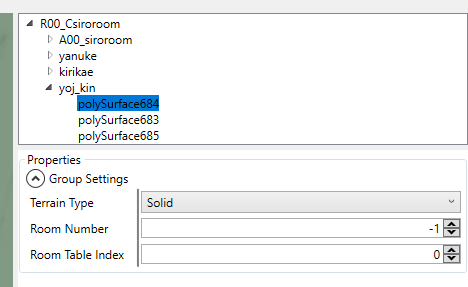 R00_Csiroroom
A00_siroroom
yanuke
kirikae
yoj_kin
polySurface684
polySurface683
polySurface685
Properties
Group Settings
Terrain Type Solid
Room Number -1
Room Table Index 0